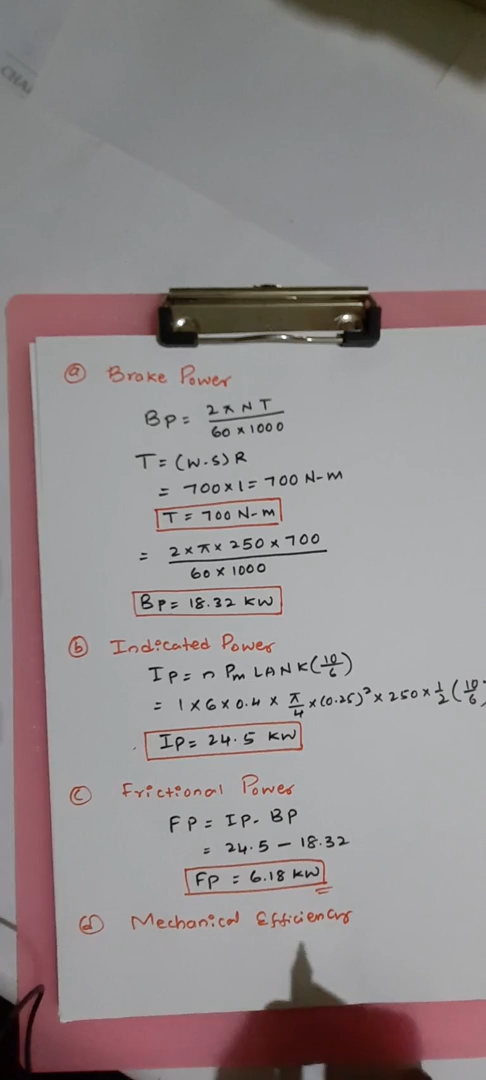 CHAI
ⓐ Brake Power
BP = 2πNT / 60×1000
T = (W-S) R
= 700×1 = 700 N-m
T = 700 N-m
= 2×π×250×700 / 60×1000
BP = 18.32 KW
ⓑ Indicated Power
IP = n Pm LANK (10/6)
= 1×6×0.4× π/4 ×(0.25)²×250× 1/2 (10/6)
IP = 24.5 KW
ⓒ Frictional Power
FP = IP - BP
= 24.5 - 18.32
FP = 6.18 KW
ⓓ Mechanical Efficiency